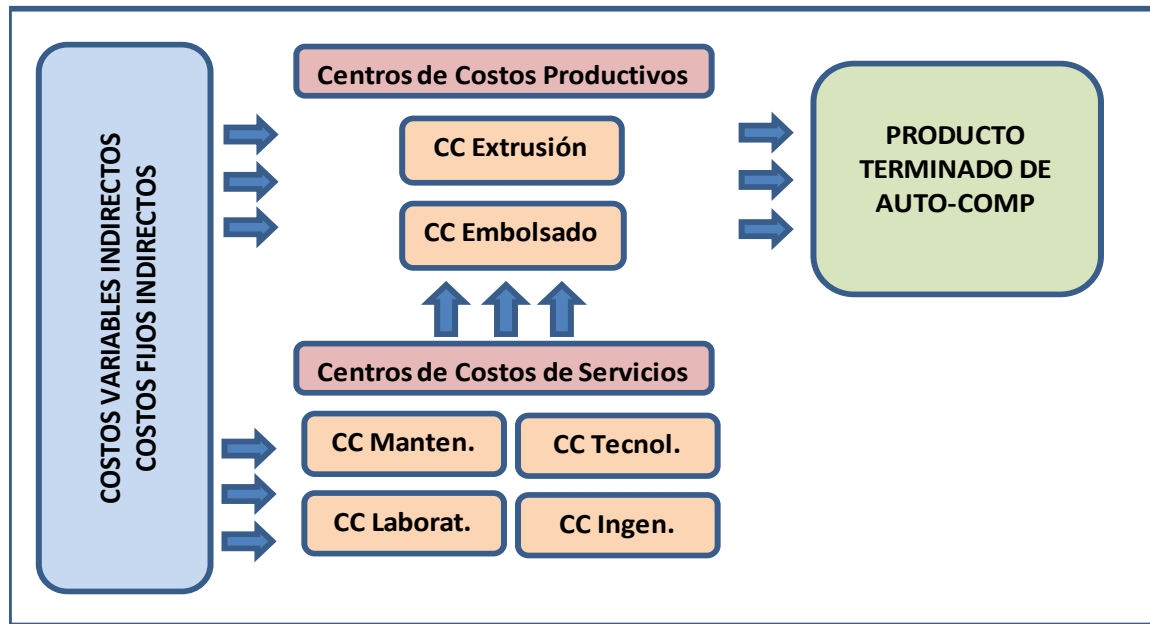 COSTOS VARIABLES INDIRECTOS
COSTOS FIJOS INDIRECTOS
Centros de Costos Productivos
CC Extrusión
CC Embolsado
Centros de Costos de Servicios
CC Manten.
CC Tecnol.
CC Laborat.
CC Ingen.
PRODUCTO
TERMINADO DE
AUTO-COMP